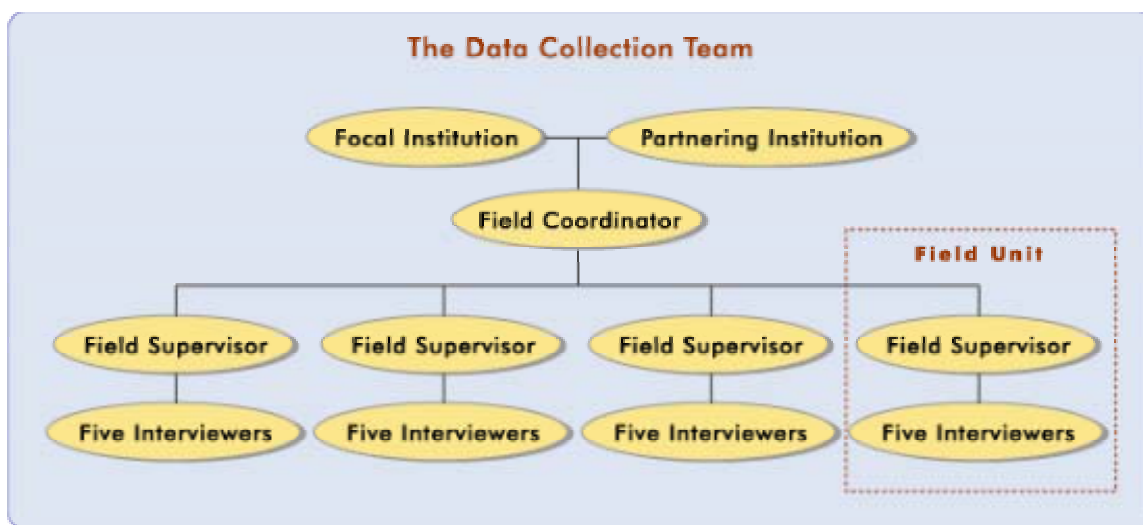 The Data Collection Team
Focal Institution
Partnering Institution
Field Coordinator
Field Unit
Field Supervisor
Field Supervisor
Field Supervisor
Field Supervisor
Five Interviewers
Five Interviewers
Five Interviewers
Five Interviewers